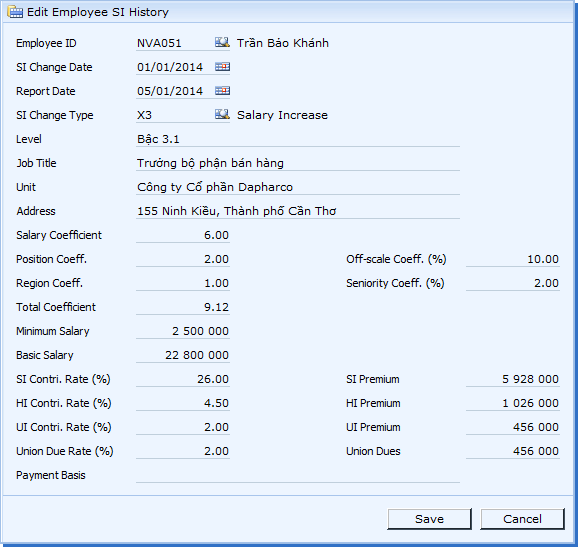 Edit Employee SI History
Employee ID NVA051 Trần Bảo Khánh
SI Change Date 01/01/2014
Report Date 05/01/2014
SI Change Type X3 Salary Increase
Level Bậc 3.1
Job Title Trưởng bộ phận bán hàng
Unit Công ty Cổ phần Dapharco
Address 155 Ninh Kiều, Thành phố Cần Thơ
Salary Coefficient 6.00
Position Coeff. 2.00 Off-scale Coeff. (%) 10.00
Region Coeff. 1.00 Seniority Coeff. (%) 2.00
Total Coefficient 9.12
Minimum Salary 2 500 000
Basic Salary 22 800 000
SI Contri. Rate (%) 26.00 SI Premium 5 928 000
HI Contri. Rate (%) 4.50 HI Premium 1 026 000
UI Contri. Rate (%) 2.00 UI Premium 456 000
Union Due Rate (%) 2.00 Union Dues 456 000
Payment Basis
Save Cancel